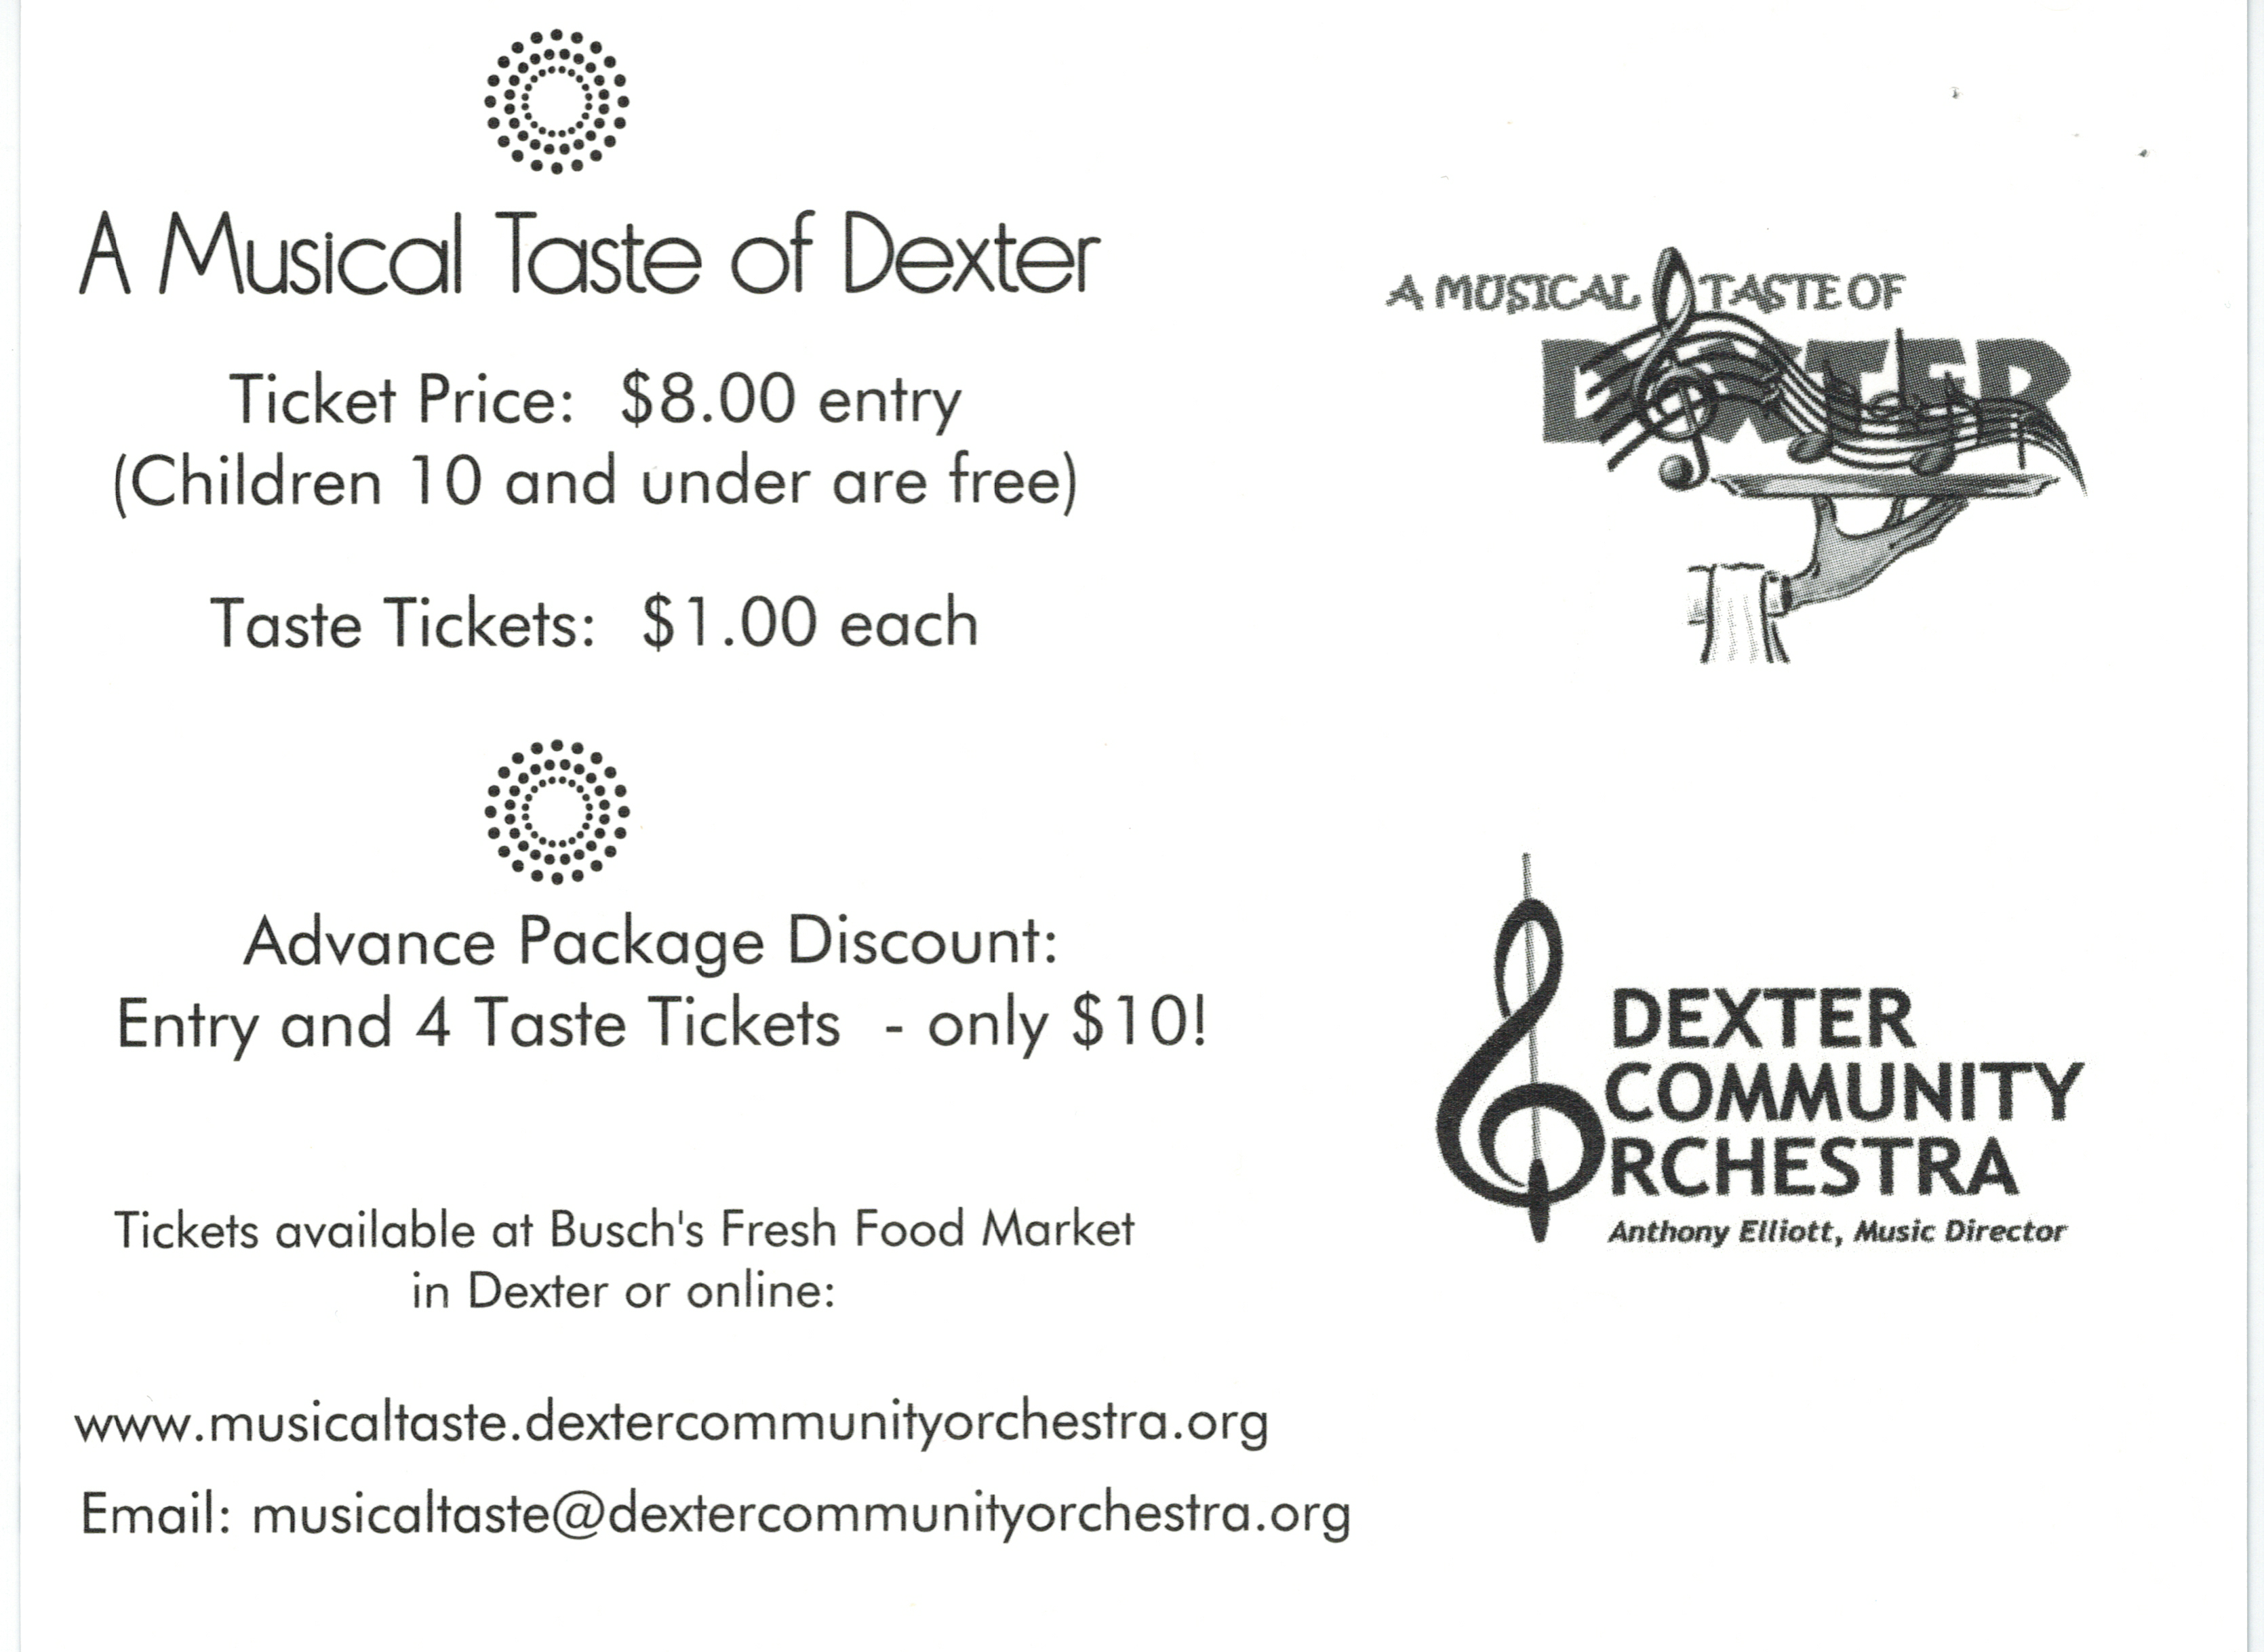 A Musical Taste of Dexter
Ticket Price: $8.00 entry
(Children 10 and under are free)
Taste Tickets: $1.00 each
Advance Package Discount:
Entry and 4 Taste Tickets - only $10!
Tickets available at Busch's Fresh Food Market
in Dexter or online:
www.musicaltaste.dextercommunityorchestra.org
Email: musicaltaste@dextercommunityorchestra.org
A MUSICAL TASTE OF
DEXTER
DEXTER
COMMUNITY
ORCHESTRA
Anthony Elliott, Music Director